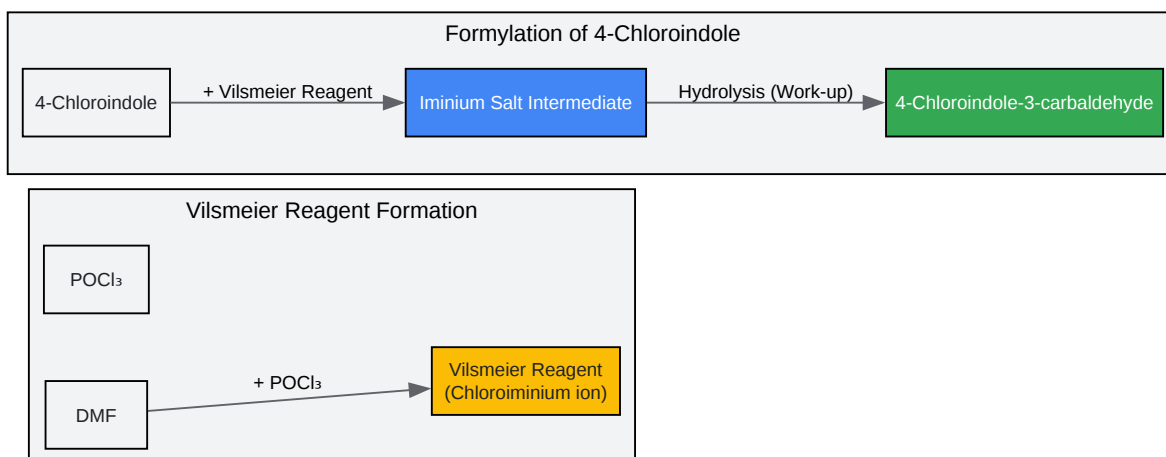 Formylation of 4-Chloroindole
4-Chloroindole
+ Vilsmeier Reagent
Iminium Salt Intermediate
Hydrolysis (Work-up)
4-Chloroindole-3-carbaldehyde
Vilsmeier Reagent Formation
POCl₃
DMF
+ POCl₃
Vilsmeier Reagent
(Chloroiminium ion)